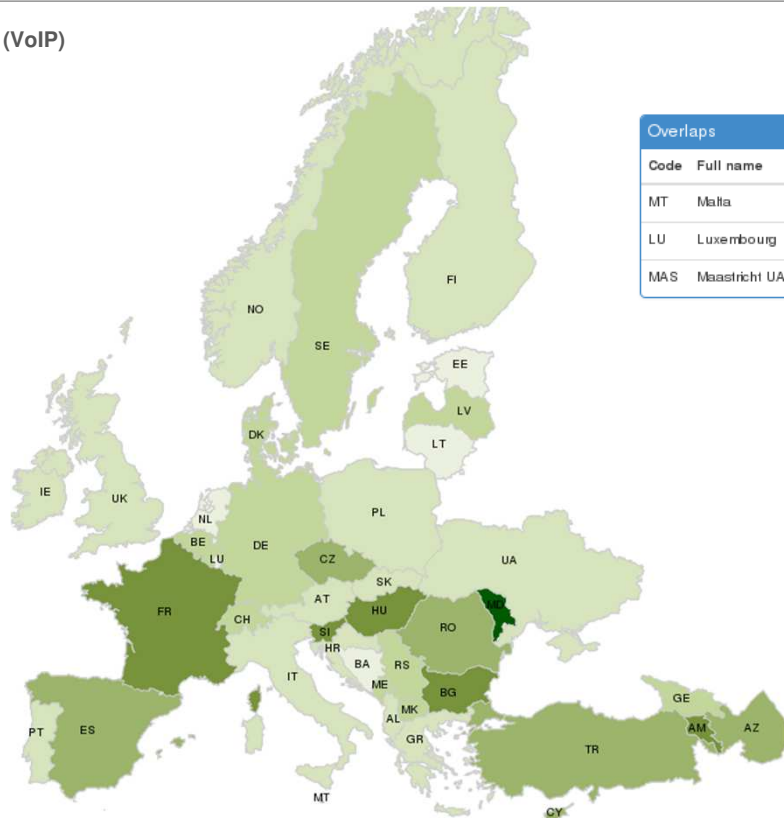 (VoIP)
Overlaps
Code Full name
MT Malta
LU Luxembourg
MAS Maastricht UA
NO
FI
SE
EE
LV
LT
DK
IE
UK
NL
PL
BE
LU
DE
CZ
UA
SK
FR
CH
AT
HU
MD
SI
RO
HR
BA
RS
IT
ME
BG
MK
AL
GR
PT
ES
MT
TR
GE
AM
AZ
CY